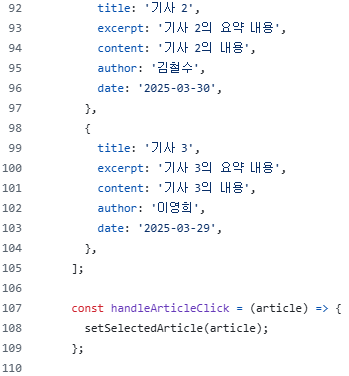 92 title: '기사 2',
93 excerpt: '기사 2의 요약 내용',
94 content: '기사 2의 내용',
95 author: '김철수',
96 date: '2025-03-30',
97 },
98 {
99 title: '기사 3',
100 excerpt: '기사 3의 요약 내용',
101 content: '기사 3의 내용',
102 author: '이영희',
103 date: '2025-03-29',
104 },
105 ];
106
107 const handleArticleClick = (article) => {
108 setSelectedArticle(article);
109 };
110